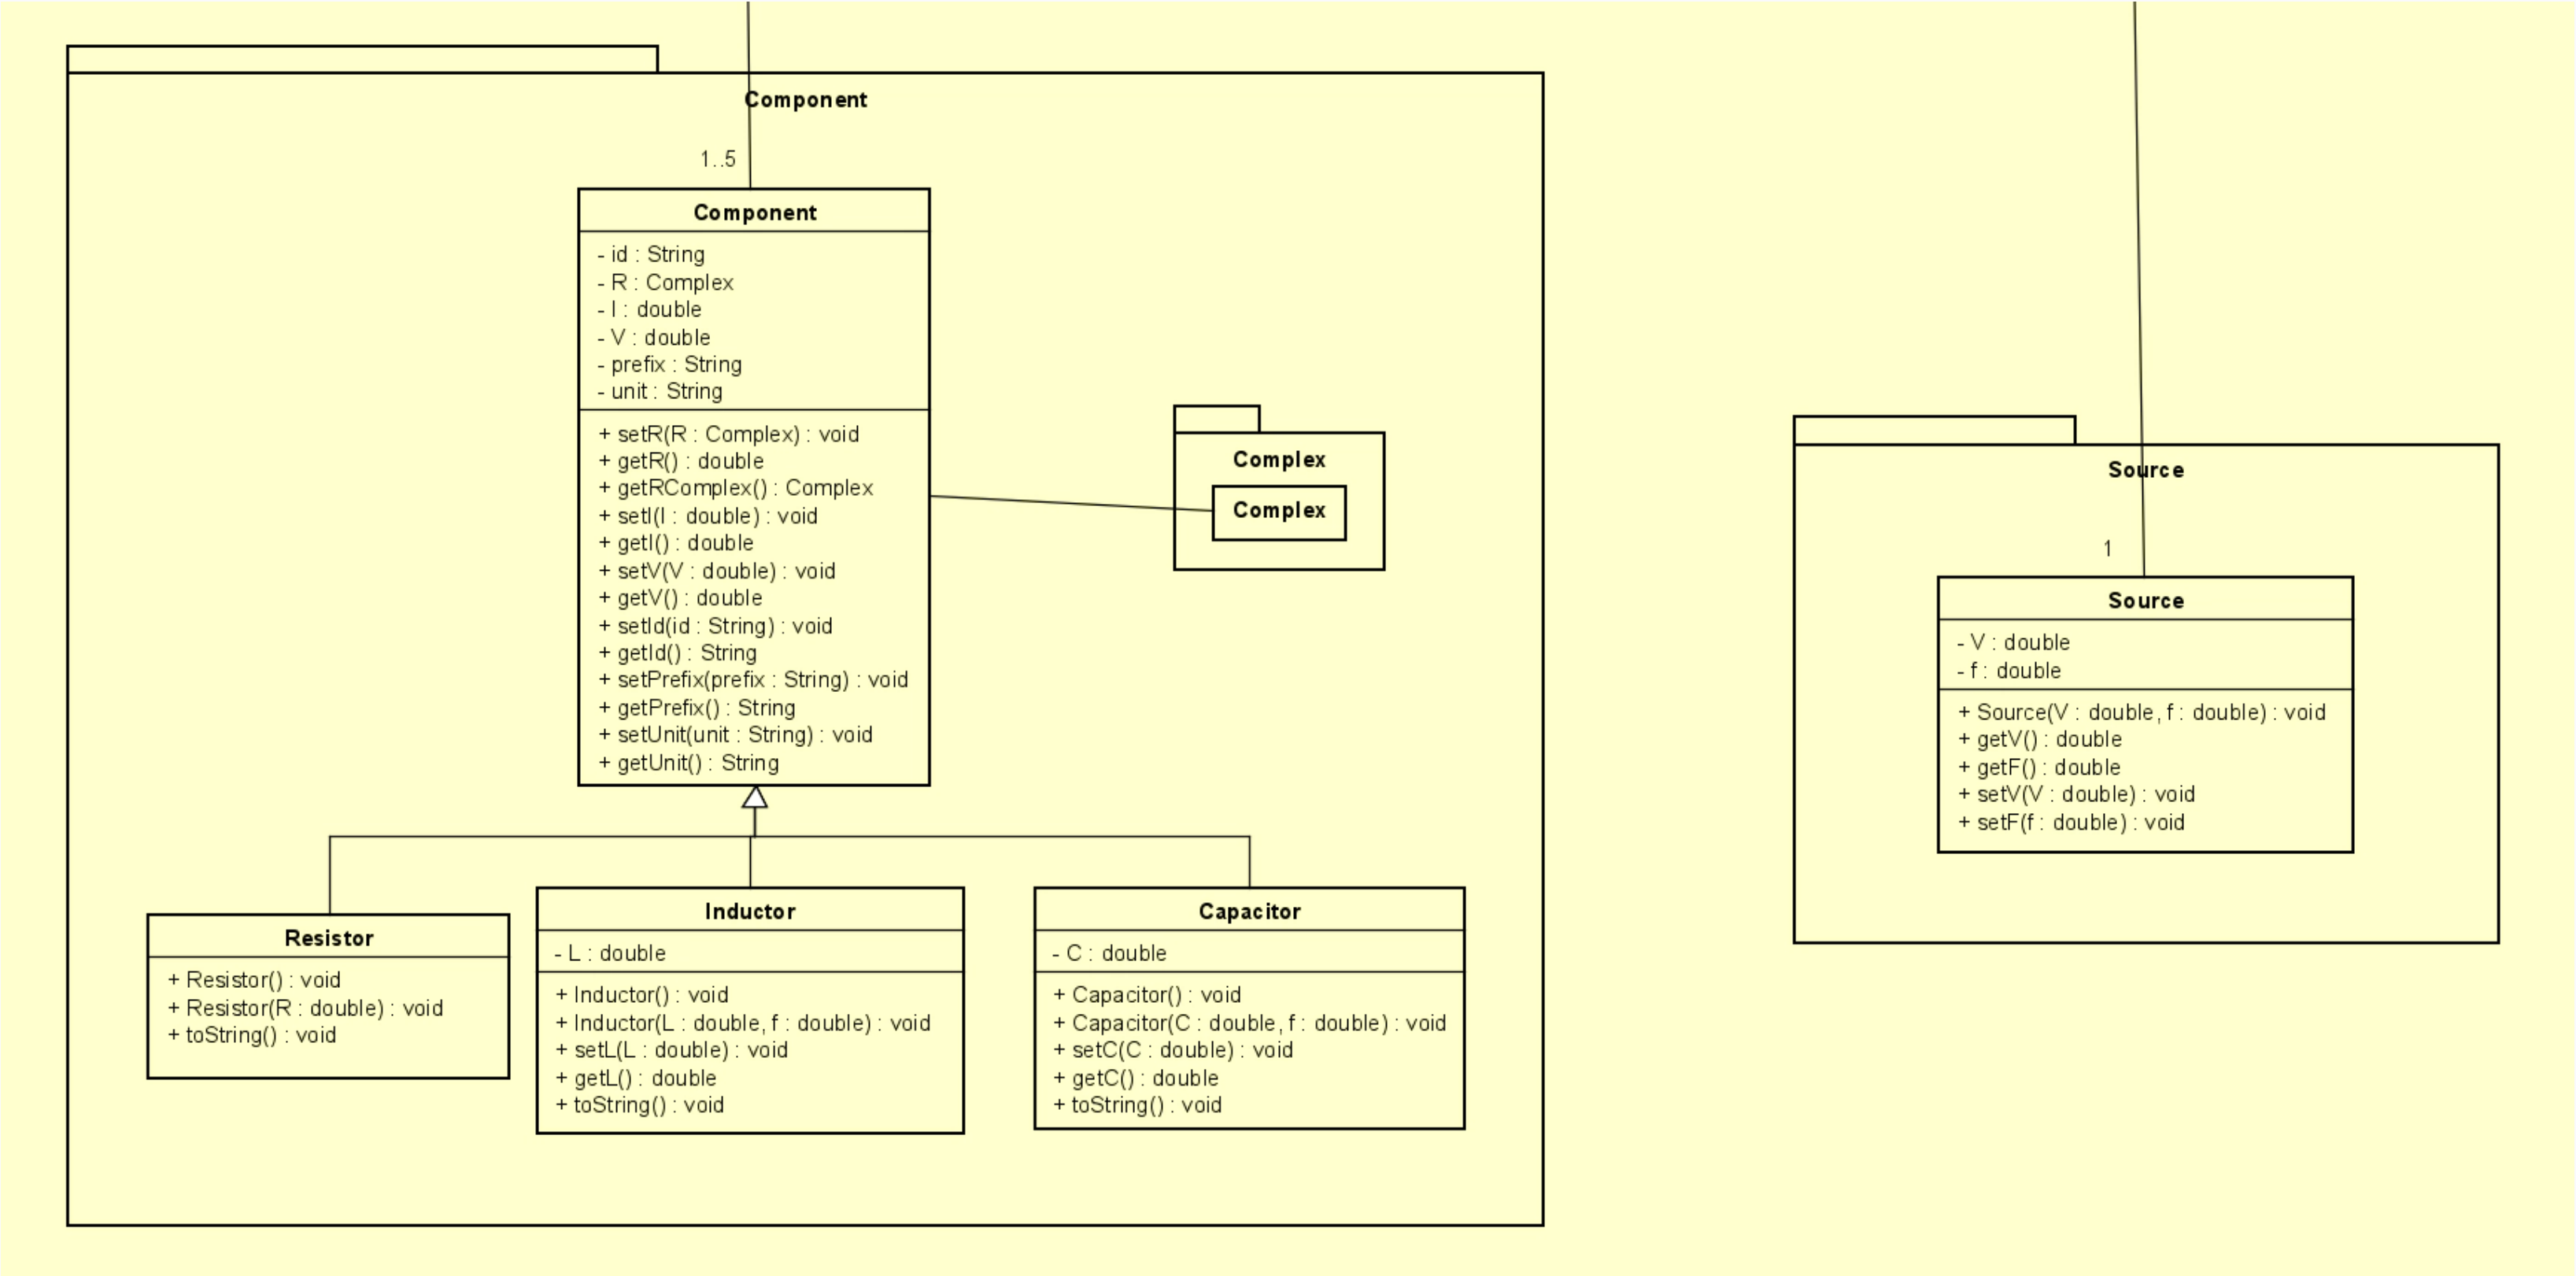 Component
1..5
Component
- id : String
- R : Complex
- I : double
- V : double
- prefix : String
- unit : String
+ setR(R : Complex) : void
+ getR() : double
+ getRComplex() : Complex
+ setI(I : double) : void
+ getI() : double
+ setV(V : double) : void
+ getV() : double
+ setId(id : String) : void
+ getId() : String
+ setPrefix(prefix : String) : void
+ getPrefix() : String
+ setUnit(unit : String) : void
+ getUnit() : String
Complex
Complex
Resistor
+ Resistor() : void
+ Resistor(R : double) : void
+ toString() : void
Inductor
- L : double
+ Inductor() : void
+ Inductor(L : double, f : double) : void
+ setL(L : double) : void
+ getL() : double
+ toString() : void
Capacitor
- C : double
+ Capacitor() : void
+ Capacitor(C : double, f : double) : void
+ setC(C : double) : void
+ getC() : double
+ toString() : void
Source
1
Source
- V : double
- f : double
+ Source(V : double, f : double) : void
+ getV() : double
+ getF() : double
+ setV(V : double) : void
+ setF(f : double) : void